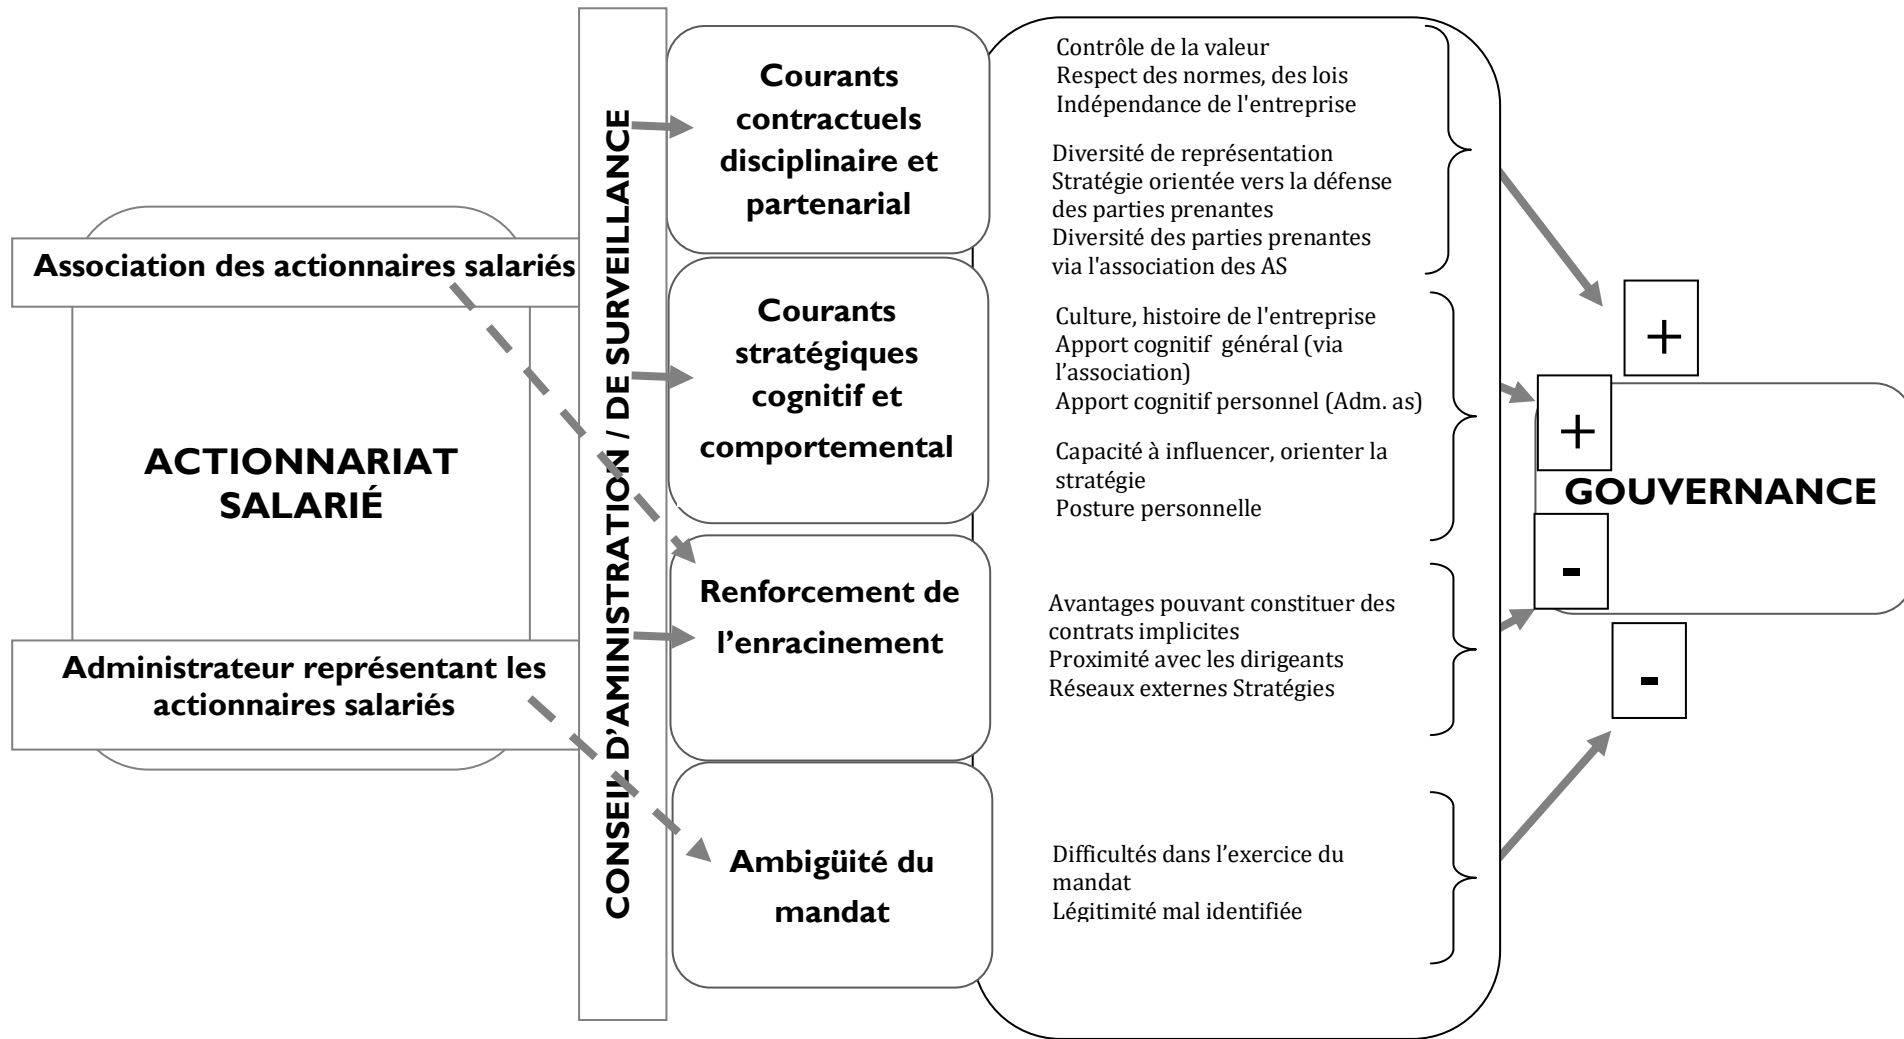 Association des actionnaires salariés
ACTIONNARIAT
SALARIÉ
Administrateur représentant les
actionnaires salariés
CONSEIL D’AMINISTRATION / DE SURVEILLANCE
Courants
contractuels
disciplinaire et
partenarial
Courants
stratégiques
cognitif et
comportemental
Renforcement de
l’enracinement
Ambigüité du
mandat
Contrôle de la valeur
Respect des normes, des lois
Indépendance de l'entreprise
Diversité de représentation
Stratégie orientée vers la défense
des parties prenantes
Diversité des parties prenantes
via l'association des AS
Culture, histoire de l'entreprise
Apport cognitif général (via
l’association)
Apport cognitif personnel (Adm. as)
Capacité à influencer, orienter la
stratégie
Posture personnelle
Avantages pouvant constituer des
contrats implicites
Proximité avec les dirigeants
Réseaux externes Stratégies
Difficultés dans l’exercice du
mandat
Légitimité mal identifiée
+
+
GOUVERNANCE
-
-